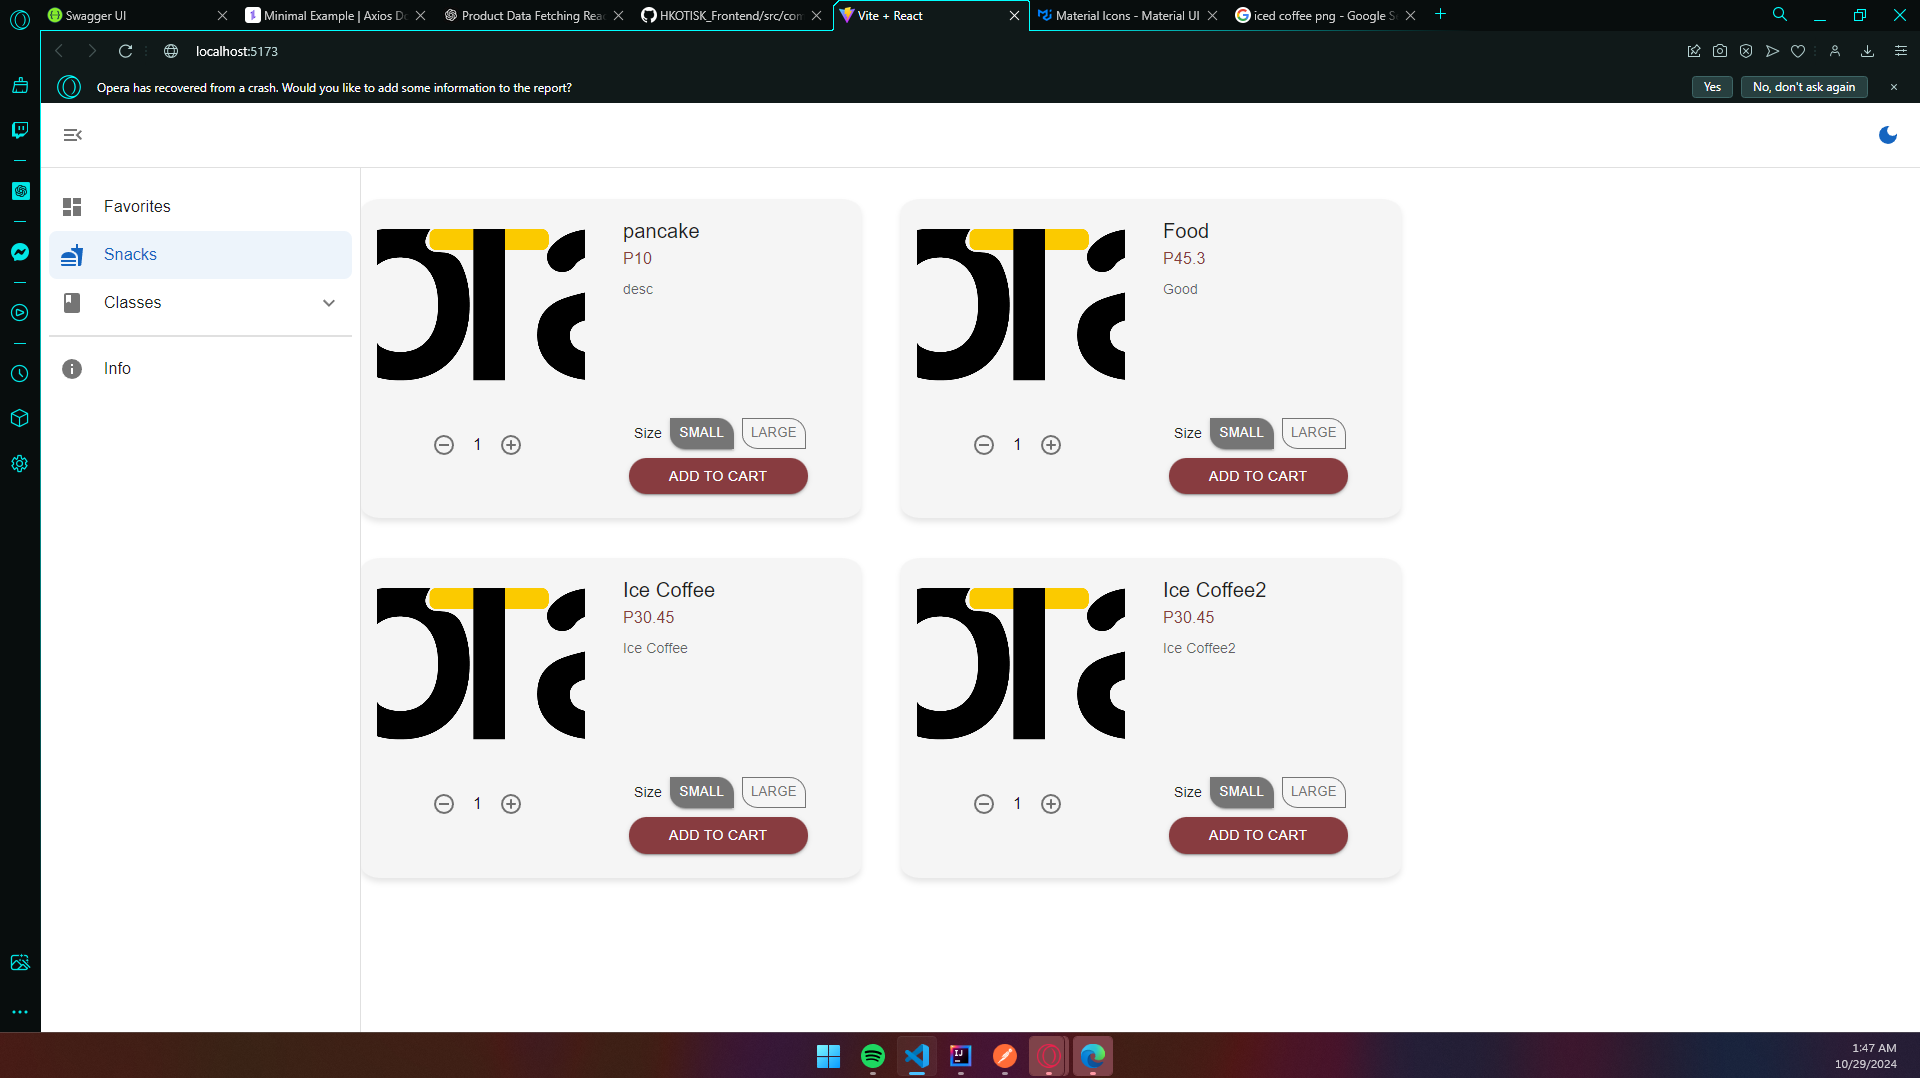 Swagger UI
Minimal Example | Axios Do
Product Data Fetching Rea
HKOTISK_Frontend/src/com
Vite + React
Material Icons - Material UI
iced coffee png - Google Se
localhost:5173
Opera has recovered from a crash. Would you like to add some information to the report?
Yes
No, don't ask again
Favorites
Snacks
Classes
Info
pancake
P10
desc
1
Size
SMALL
LARGE
ADD TO CART
Food
P45.3
Good
1
Size
SMALL
LARGE
ADD TO CART
Ice Coffee
P30.45
Ice Coffee
1
Size
SMALL
LARGE
ADD TO CART
Ice Coffee2
P30.45
Ice Coffee2
1
Size
SMALL
LARGE
ADD TO CART
1:47 AM
10/29/2024